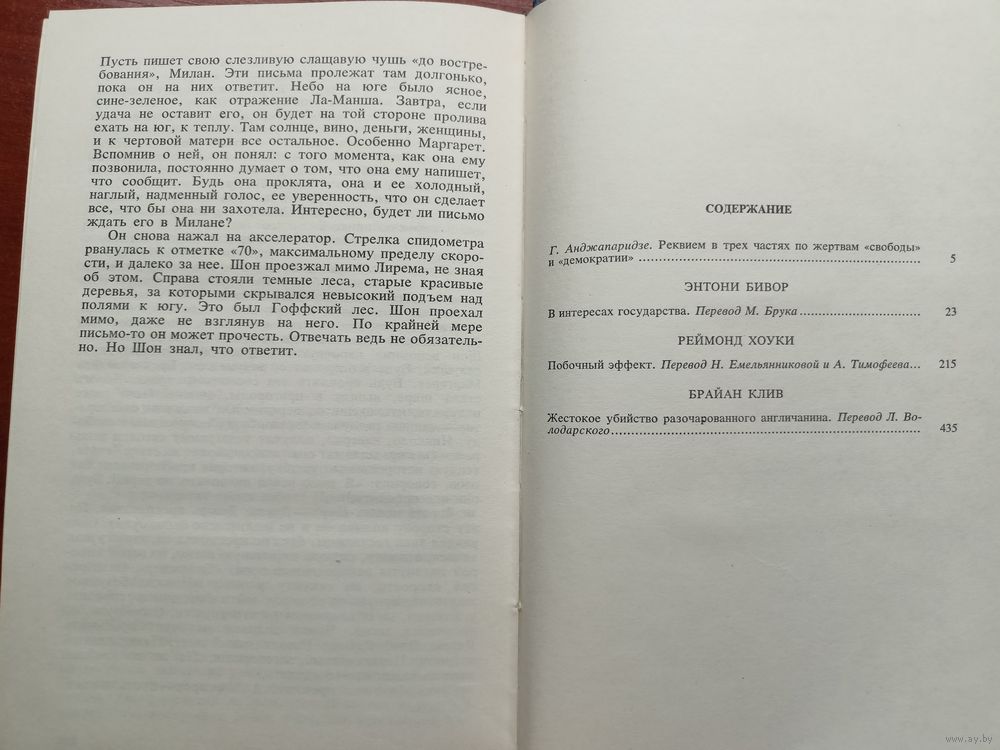 Пусть пишет свою слезливую слащавую чушь «до востре-
бования», Милан. Эти письма пролежат там долгонько,
пока он на них ответит. Небо на юге было ясное,
сине-зеленое, как отражение Ла-Манша. Завтра, если
удача не оставит его, он будет на той стороне пролива
ехать на юг, к теплу. Там солнце, вино, деньги, женщины,
и к чертовой матери все остальное. Особенно Маргарет.
Вспомнив о ней, он понял: с того момента, как она ему
позвонила, постоянно думает о том, что она ему напишет,
что сообщит. Будь она проклята, она и ее холодный,
наглый, надменный голос, ее уверенность, что он сделает
все, что бы она ни захотела. Интересно, будет ли письмо
ждать его в Милане?
Он снова нажал на акселератор. Стрелка спидометра
рванулась к отметке «70», максимальному пределу скоро-
сти, и далеко за нее. Шон проезжал мимо Лирема, не зная
об этом. Справа стояли темные леса, старые красивые
деревья, за которыми скрывался невысокий подъем над
полями к югу. Это был Гоффский лес. Шон проехал
мимо, даже не взглянув на него. По крайней мере
письмо-то он может прочесть. Отвечать ведь не обязатель-
но. Но Шон знал, что ответит.
СОДЕРЖАНИЕ
Г. Анджапаридзе. Реквием в трех частях по жертвам «свободы»
и «демократии» 5
ЭНТОНИ БИВОР
В интересах государства. Перевод М. Брука 23
РЕЙМОНД ХОУКИ
Побочный эффект. Перевод Н. Емельянниковой и А. Тимофеева... 215
БРАЙАН КЛИВ
Жестокое убийство разочарованного англичанина. Перевод Л. Во-
лодарского 435
www.ay.by